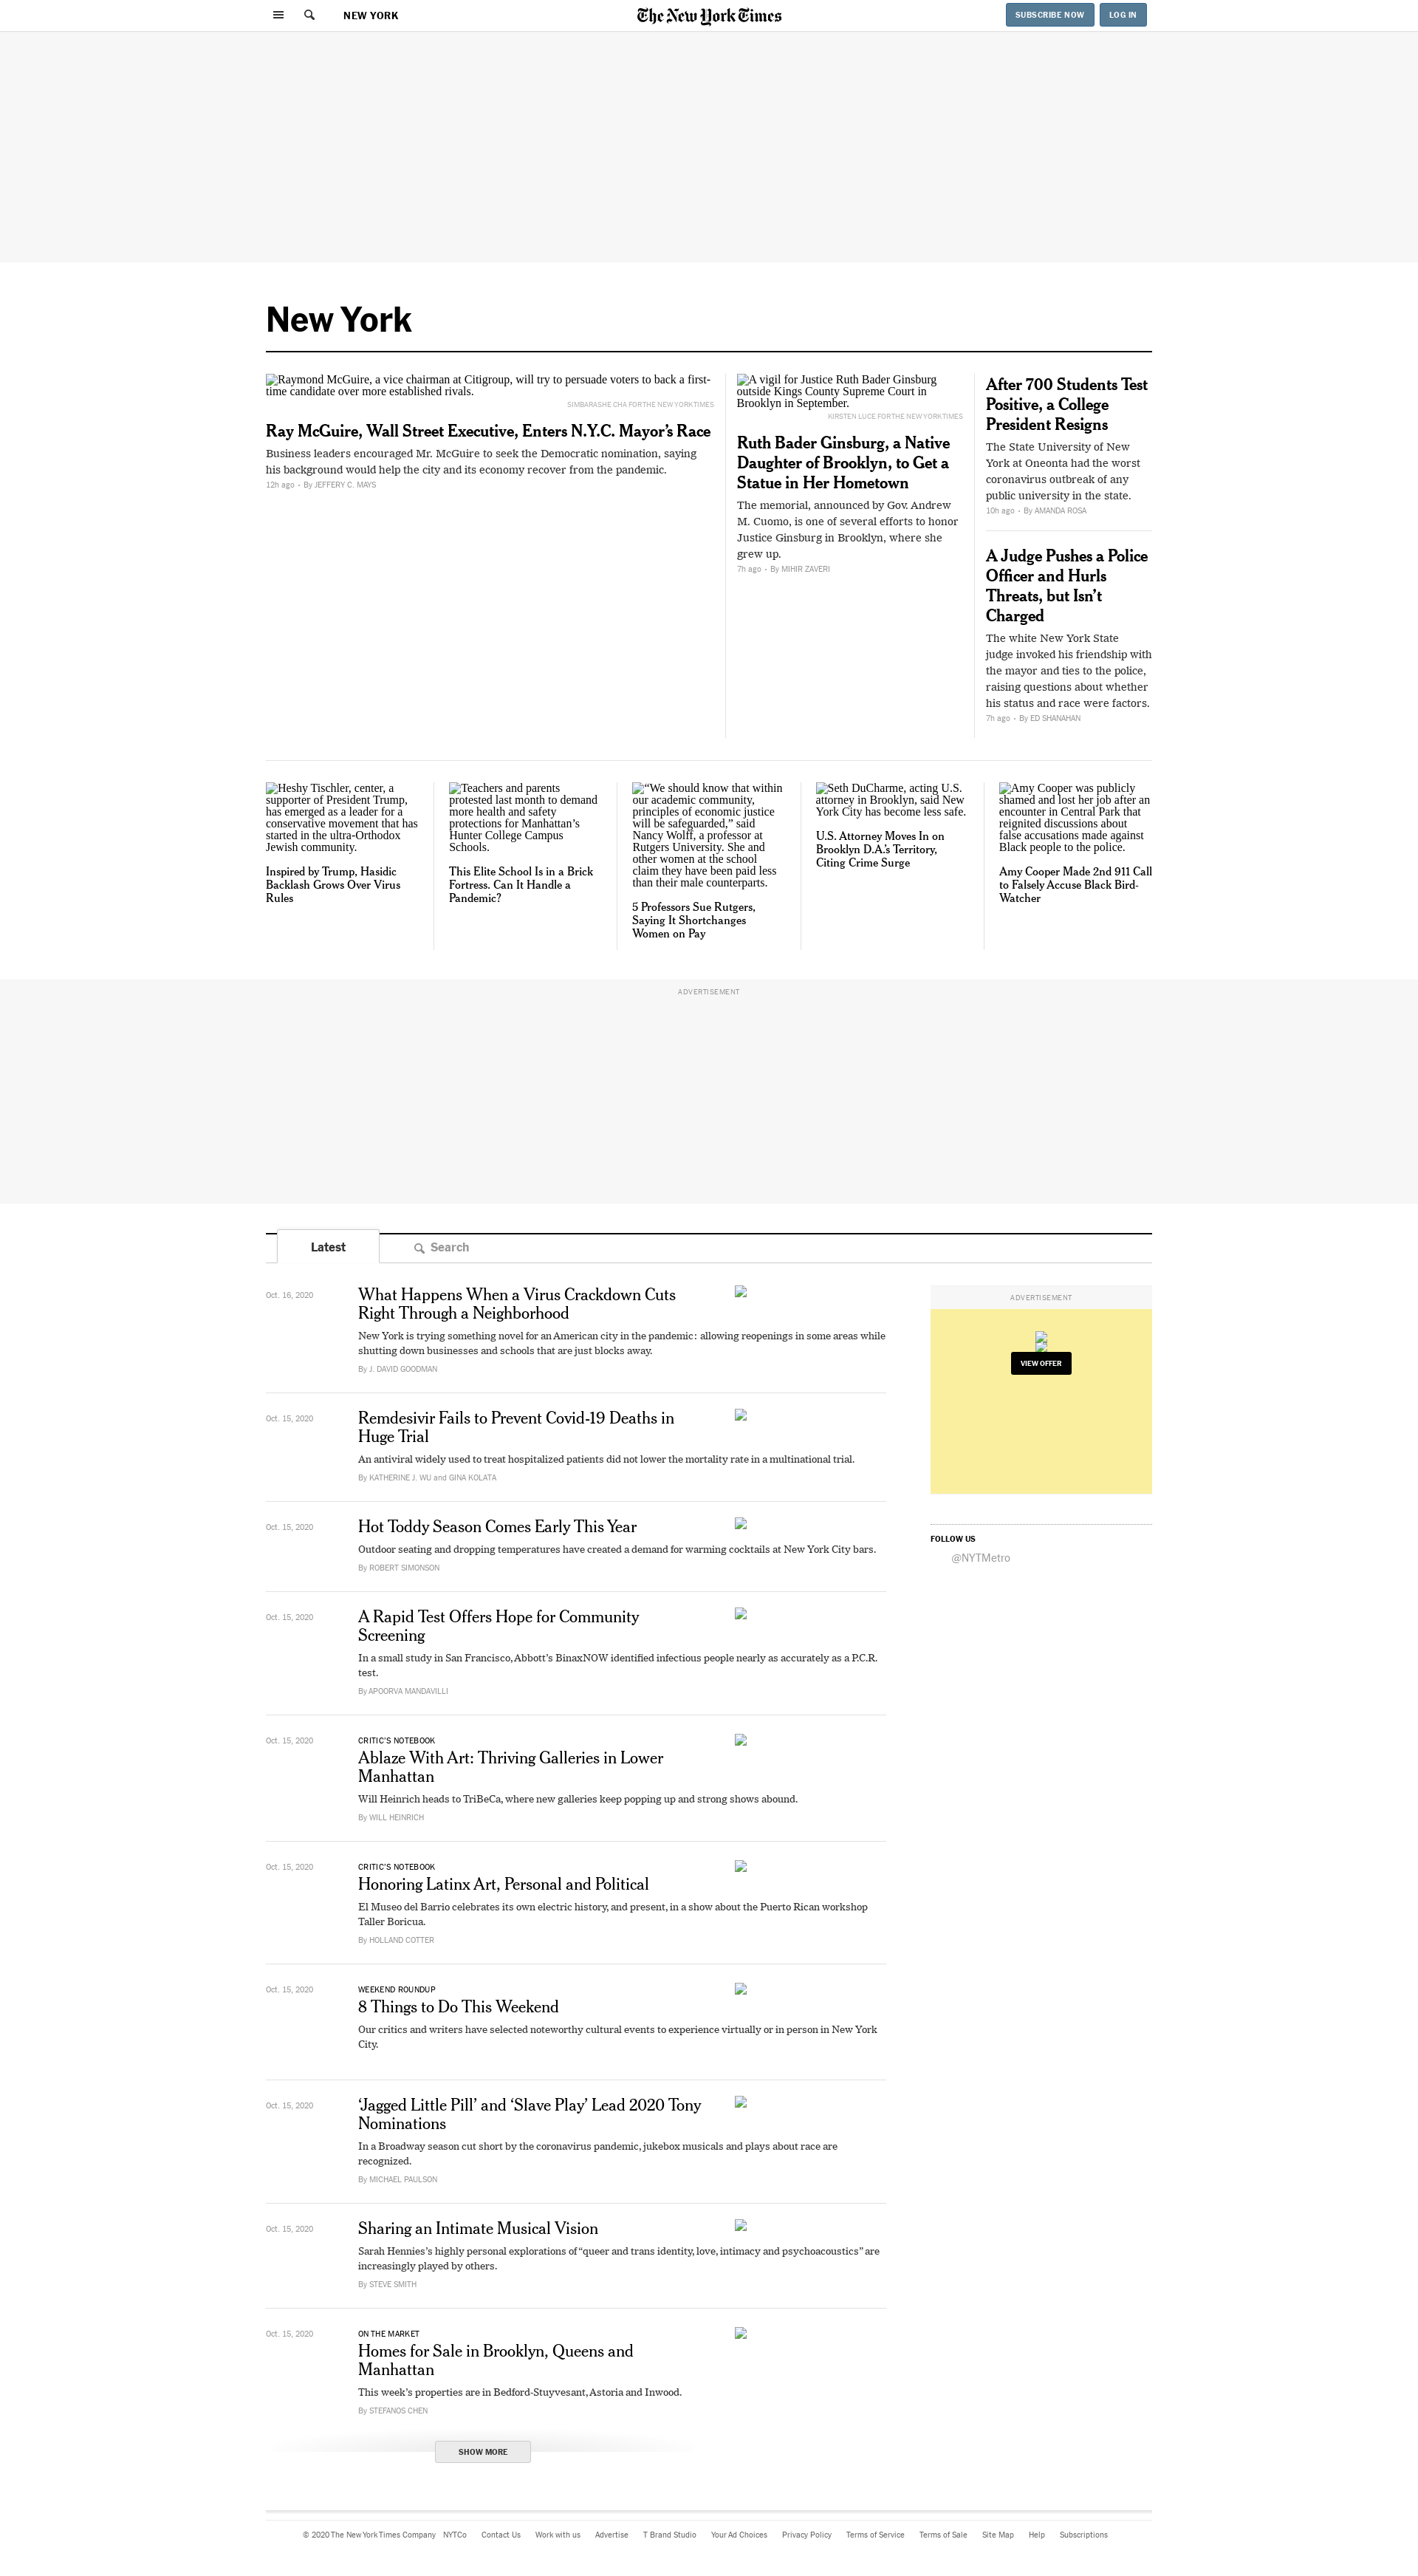 NEW YORK
The New York Times
SUBSCRIBE NOW
LOG IN
New York
Raymond McGuire, a vice chairman at Citigroup, will try to persuade voters to back a first-
time candidate over more established rivals.
SIMBARASHE CHA FOR THE NEW YORK TIMES
Ray McGuire, Wall Street Executive, Enters N.Y.C. Mayor’s Race
Business leaders encouraged Mr. McGuire to seek the Democratic nomination, saying
his background would help the city and its economy recover from the pandemic.
12h ago • By JEFFERY C. MAYS
A vigil for Justice Ruth Bader Ginsburg
outside Kings County Supreme Court in
Brooklyn in September.
KIRSTEN LUCE FOR THE NEW YORK TIMES
Ruth Bader Ginsburg, a Native
Daughter of Brooklyn, to Get a
Statue in Her Hometown
The memorial, announced by Gov. Andrew
M. Cuomo, is one of several efforts to honor
Justice Ginsburg in Brooklyn, where she
grew up.
7h ago • By MIHIR ZAVERI
After 700 Students Test
Positive, a College
President Resigns
The State University of New
York at Oneonta had the worst
coronavirus outbreak of any
public university in the state.
10h ago • By AMANDA ROSA
A Judge Pushes a Police
Officer and Hurls
Threats, but Isn’t
Charged
The white New York State
judge invoked his friendship with
the mayor and ties to the police,
raising questions about whether
his status and race were factors.
7h ago • By ED SHANAHAN
Heshy Tischler, center, a
supporter of President Trump,
has emerged as a leader for a
conservative movement that has
started in the ultra-Orthodox
Jewish community.
Inspired by Trump, Hasidic
Backlash Grows Over Virus
Rules
Teachers and parents
protested last month to demand
more health and safety
protections for Manhattan’s
Hunter College Campus
Schools.
This Elite School Is in a Brick
Fortress. Can It Handle a
Pandemic?
“We should know that within
our academic community,
principles of economic justice
will be safeguarded,” said
Nancy Wolff, a professor at
Rutgers University. She and
other women at the school
claim they have been paid less
than their male counterparts.
5 Professors Sue Rutgers,
Saying It Shortchanges
Women on Pay
Seth DuCharme, acting U.S.
attorney in Brooklyn, said New
York City has become less safe.
U.S. Attorney Moves In on
Brooklyn D.A.’s Territory,
Citing Crime Surge
Amy Cooper was publicly
shamed and lost her job after an
encounter in Central Park that
reignited discussions about
false accusations made against
Black people to the police.
Amy Cooper Made 2nd 911 Call
to Falsely Accuse Black Bird-
Watcher
ADVERTISEMENT
Latest
Search
Oct. 16, 2020
What Happens When a Virus Crackdown Cuts
Right Through a Neighborhood
New York is trying something novel for an American city in the pandemic: allowing reopenings in some areas while
shutting down businesses and schools that are just blocks away.
By J. DAVID GOODMAN
Oct. 15, 2020
Remdesivir Fails to Prevent Covid-19 Deaths in
Huge Trial
An antiviral widely used to treat hospitalized patients did not lower the mortality rate in a multinational trial.
By KATHERINE J. WU and GINA KOLATA
Oct. 15, 2020
Hot Toddy Season Comes Early This Year
Outdoor seating and dropping temperatures have created a demand for warming cocktails at New York City bars.
By ROBERT SIMONSON
Oct. 15, 2020
A Rapid Test Offers Hope for Community
Screening
In a small study in San Francisco, Abbott’s BinaxNOW identified infectious people nearly as accurately as a P.C.R.
test.
By APOORVA MANDAVILLI
Oct. 15, 2020
CRITIC’S NOTEBOOK
Ablaze With Art: Thriving Galleries in Lower
Manhattan
Will Heinrich heads to TriBeCa, where new galleries keep popping up and strong shows abound.
By WILL HEINRICH
Oct. 15, 2020
CRITIC’S NOTEBOOK
Honoring Latinx Art, Personal and Political
El Museo del Barrio celebrates its own electric history, and present, in a show about the Puerto Rican workshop
Taller Boricua.
By HOLLAND COTTER
Oct. 15, 2020
WEEKEND ROUNDUP
8 Things to Do This Weekend
Our critics and writers have selected noteworthy cultural events to experience virtually or in person in New York
City.
Oct. 15, 2020
‘Jagged Little Pill’ and ‘Slave Play’ Lead 2020 Tony
Nominations
In a Broadway season cut short by the coronavirus pandemic, jukebox musicals and plays about race are
recognized.
By MICHAEL PAULSON
Oct. 15, 2020
Sharing an Intimate Musical Vision
Sarah Hennies’s highly personal explorations of “queer and trans identity, love, intimacy and psychoacoustics” are
increasingly played by others.
By STEVE SMITH
Oct. 15, 2020
ON THE MARKET
Homes for Sale in Brooklyn, Queens and
Manhattan
This week’s properties are in Bedford-Stuyvesant, Astoria and Inwood.
By STEFANOS CHEN
SHOW MORE
ADVERTISEMENT
VIEW OFFER
FOLLOW US
@NYTMetro
© 2020 The New York Times Company NYTCo Contact Us Work with us Advertise T Brand Studio Your Ad Choices Privacy Policy Terms of Service Terms of Sale Site Map Help Subscriptions